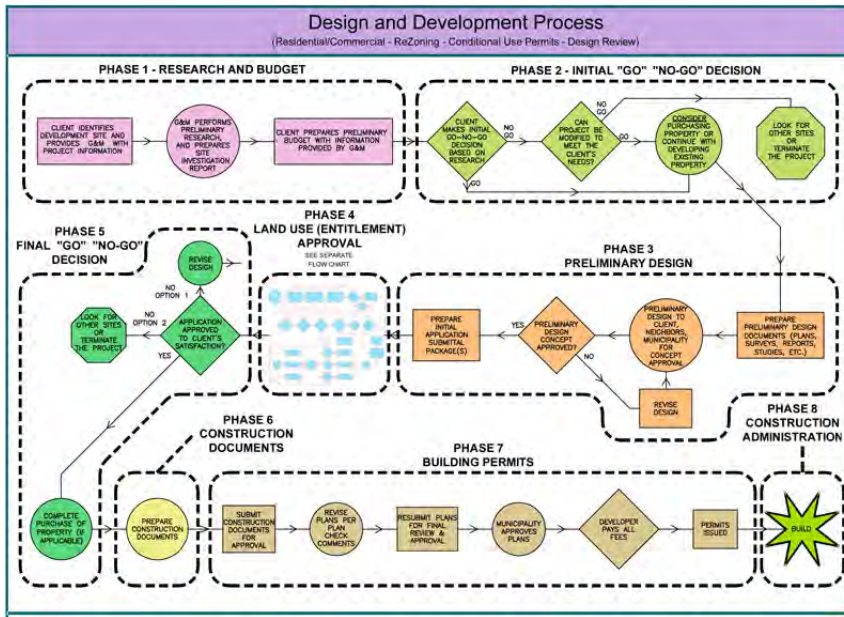 Design and Development Process
(Residential/Commercial - ReZoning - Conditional Use Permits - Design Review)
PHASE 1 - RESEARCH AND BUDGET
CLIENT IDENTIFIES
DEVELOPMENT SITE AND
PROVIDES G&M WITH
PROJECT INFORMATION
G&M PERFORMS
PRELIMINARY
RESEARCH,
AND PREPARES
SITE
INVESTIGATION
REPORT
CLIENT PREPARES PRELIMINARY
BUDGET WITH INFORMATION
PROVIDED BY G&M
PHASE 2 - INITIAL "GO" "NO-GO" DECISION
CLIENT
MAKES INITIAL
GO-NO-GO
DECISION
BASED ON
RESEARCH
NO
GO
GO
CAN
PROJECT BE
MODIFIED TO
MEET THE
CLIENT'S
NEEDS?
NO
GO
GO
CONSIDER
PURCHASING
PROPERTY OR
CONTINUE WITH
DEVELOPING
EXISTING
PROPERTY
LOOK FOR
OTHER SITES
OR
TERMINATE
THE PROJECT
PHASE 3
PRELIMINARY DESIGN
PREPARE
PRELIMINARY DESIGN
DOCUMENTS (PLANS,
SURVEYS, REPORTS,
STUDIES, ETC.)
PRELIMINARY
DESIGN TO
CLIENT,
NEIGHBORS,
MUNICIPALITY
FOR
CONCEPT
APPROVAL
PRELIMINARY
DESIGN CONCEPT
APPROVED?
YES
NO
REVISE
DESIGN
PREPARE
INITIAL
APPLICATION
SUBMITTAL
PACKAGE(S)
PHASE 4
LAND USE (ENTITLEMENT)
APPROVAL
SEE SEPARATE
FLOW CHART
PHASE 5
FINAL "GO" "NO-GO"
DECISION
REVISE
DESIGN
NO
OPTION 1
NO
OPTION 2
APPLICATION
APPROVED
TO CLIENT'S
SATISFACTION?
LOOK FOR
OTHER SITES
OR
TERMINATE
THE PROJECT
YES
COMPLETE
PURCHASE OF
PROPERTY (IF
APPLICABLE)
PHASE 6
CONSTRUCTION
DOCUMENTS
PREPARE
CONSTRUCTION
DOCUMENTS
PHASE 7
BUILDING PERMITS
SUBMIT
CONSTRUCTION
DOCUMENTS
FOR
APPROVAL
REVISE
PLANS PER
PLAN
CHECK
COMMENTS
RESUBMIT PLANS
FOR FINAL
REVIEW &
APPROVAL
MUNICIPALITY
APPROVES
PLANS
DEVELOPER
PAYS ALL
FEES
PERMITS
ISSUED
PHASE 8
CONSTRUCTION
ADMINISTRATION
BUILD